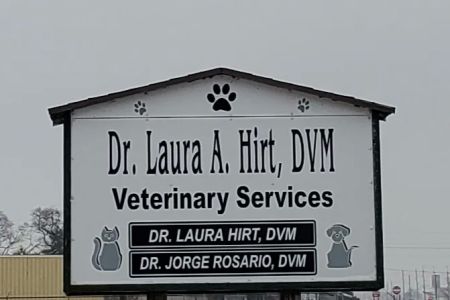 Dr. Laura A. Hirt, DVM
Veterinary Services
DR. LAURA HIRT, DVM
DR. JORGE ROSARIO, DVM